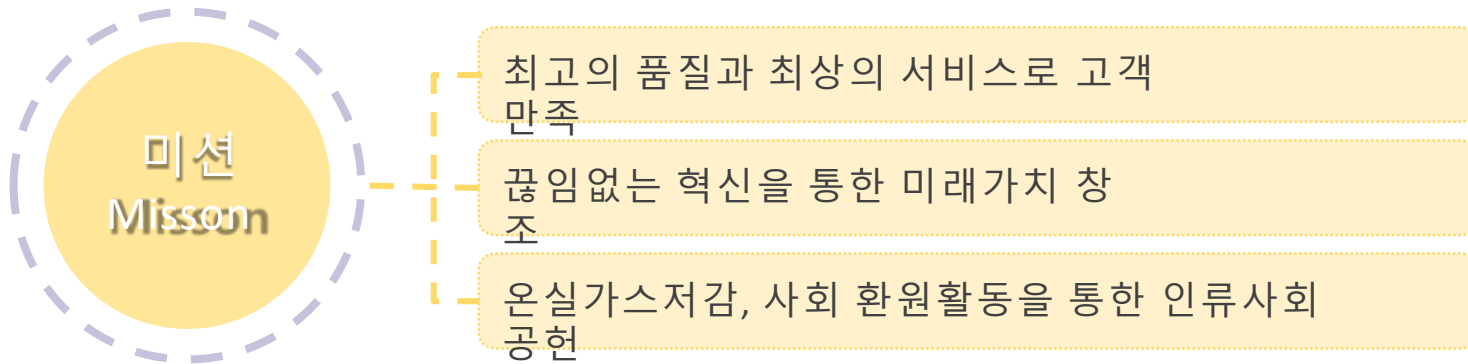 미션
Misson
최고의 품질과 최상의 서비스로 고객
만족
끊임없는 혁신을 통한 미래가치 창
조
온실가스저감, 사회 환원활동을 통한 인류사회
공헌